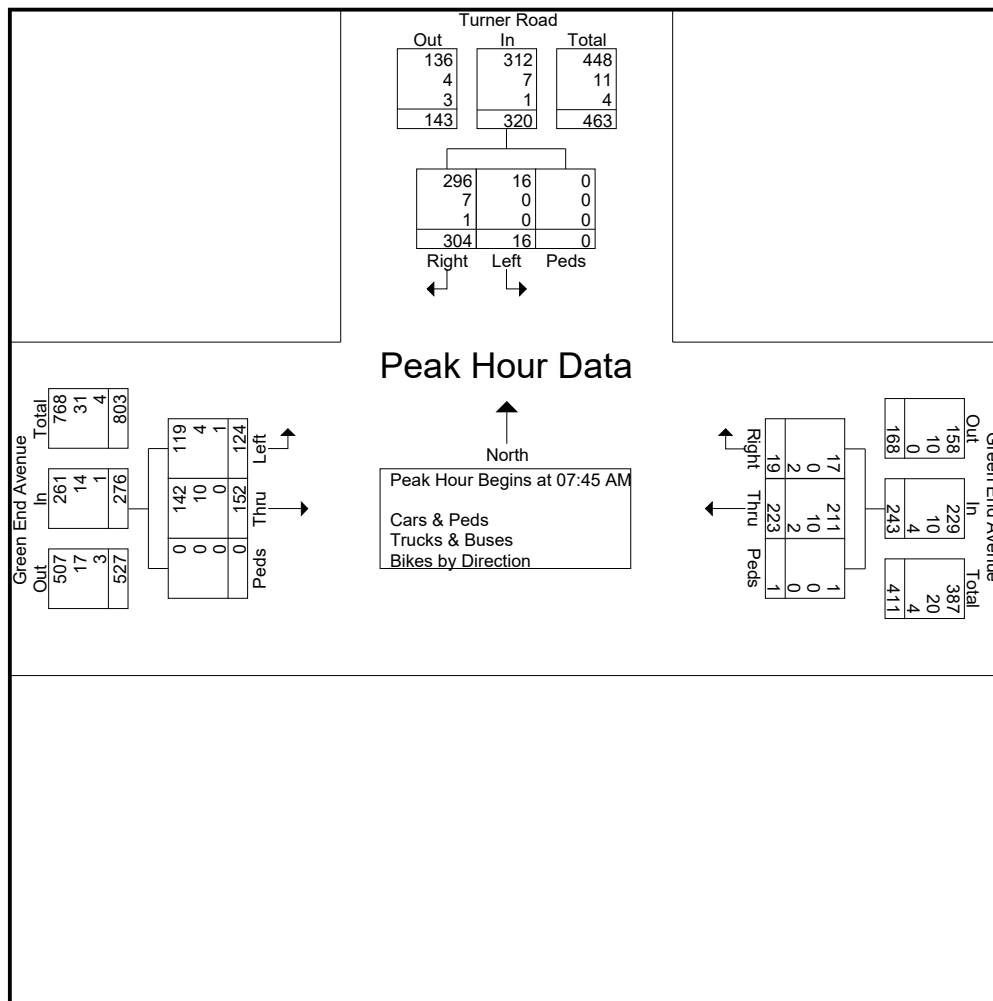 Turner Road
Out In Total
136 312 448
4 7 11
3 1 4
143 320 463
296 16 0
7 0 0
1 0 0
304 16 0
Right Left Peds
Peak Hour Data
North
Peak Hour Begins at 07:45 AM
Cars & Peds
Trucks & Buses
Bikes by Direction
Green End Avenue
Out In Total
507 261 768
17 14 31
3 1 4
527 276 803
0 142 119
0 10 4
0 0 1
0 152 124
Peds Thru Left
Green End Avenue
Out In Total
158 229 387
10 10 20
0 4 4
168 243 411
17 211 1
0 10 0
2 2 0
19 223 1
Right Thru Peds